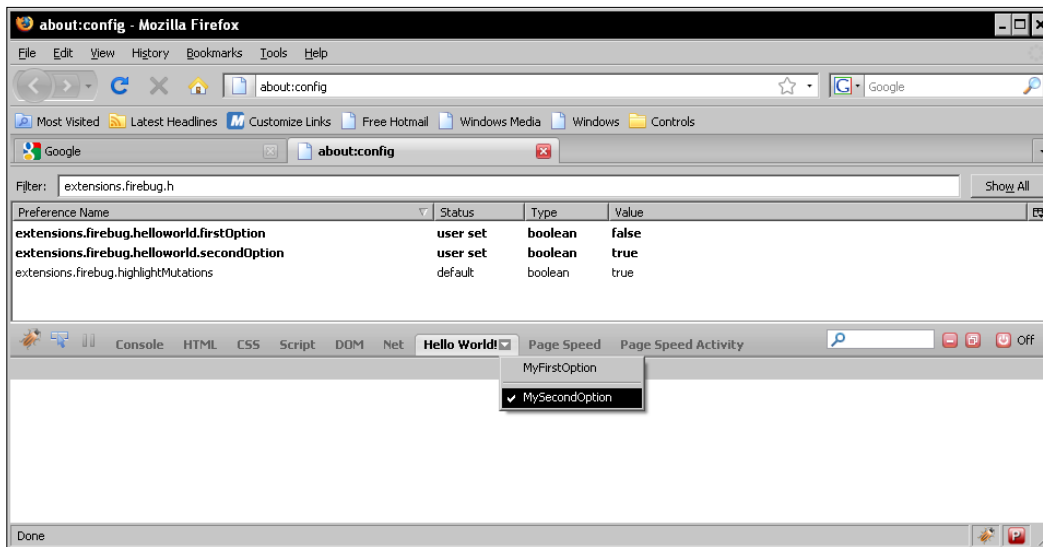 about:config - Mozilla Firefox
File Edit View History Bookmarks Tools Help
about:config G Google
Most Visited Latest Headlines Customize Links Free Hotmail Windows Media Windows Controls
Google about:config
Filter: extensions.firebug.h Show All
Preference Name Status Type Value
extensions.firebug.helloworld.firstOption user set boolean false
extensions.firebug.helloworld.secondOption user set boolean true
extensions.firebug.highlightMutations default boolean true
Console HTML CSS Script DOM Net Hello World! Page Speed Page Speed Activity Off
MyFirstOption
MySecondOption
Done